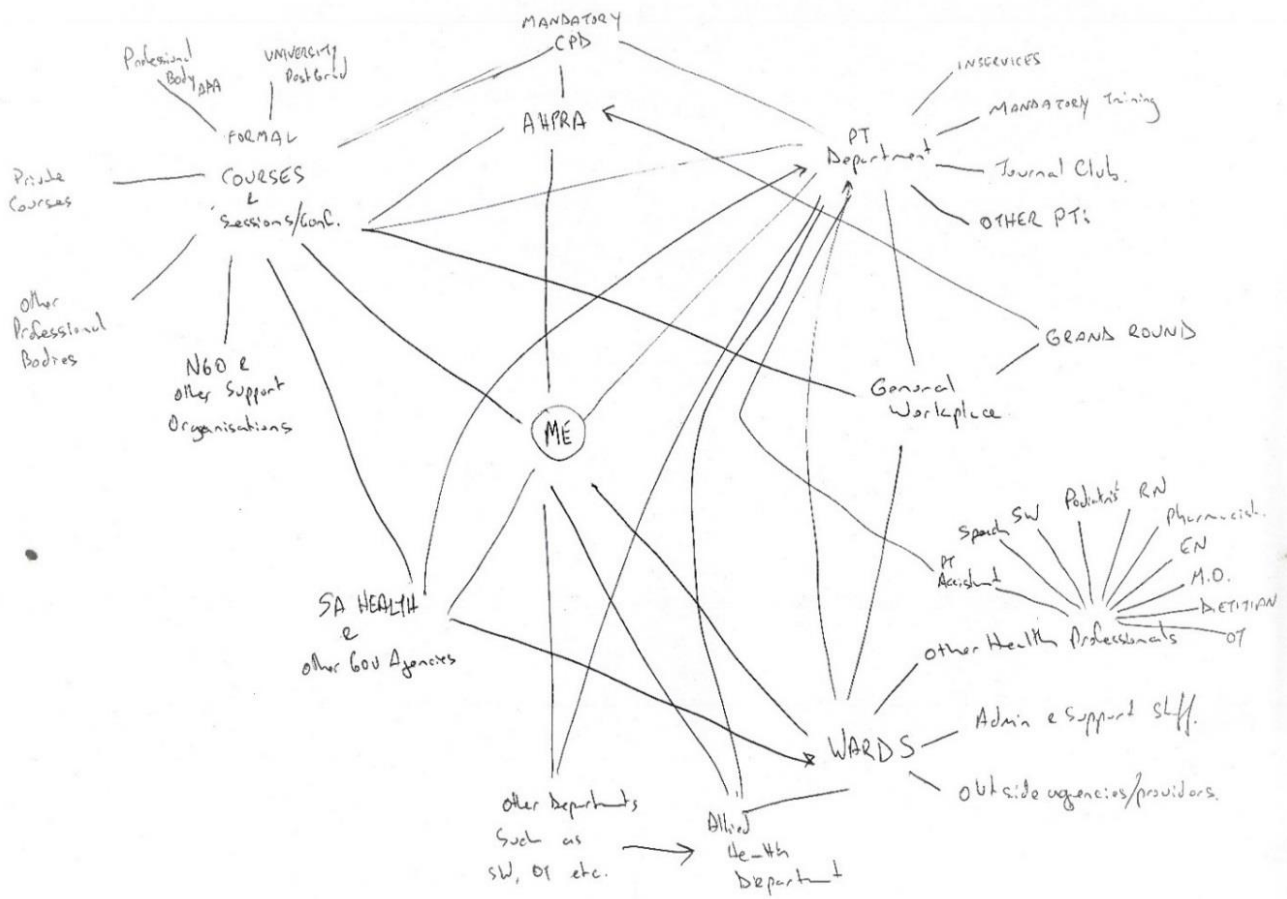 MANDATORY
CPD
Professional
Body APA
UNIVERSITY
PostGrad
FORMAL
COURSES
&
Sessions/Conf.
Private
Courses
Other
Professional
Bodies
NGO &
other Support
Organisations
AHPRA
PT
Department
INSERVICES
MANDATORY Training
Journal Club.
OTHER PTs
GRAND ROUND
General
Workplace.
ME
SA HEALTH
&
other Gov Agencies
Speech
SW
Podiatrist
RN
Pharmacist.
EN
M.O.
DIETITIAN
OT
PT
Assistant
Other Health Professionals
WARDS
Admin & Support Staff.
Outside agencies/providers.
Other Departments
Such as
SW, OT etc.
Allied
Health
Department